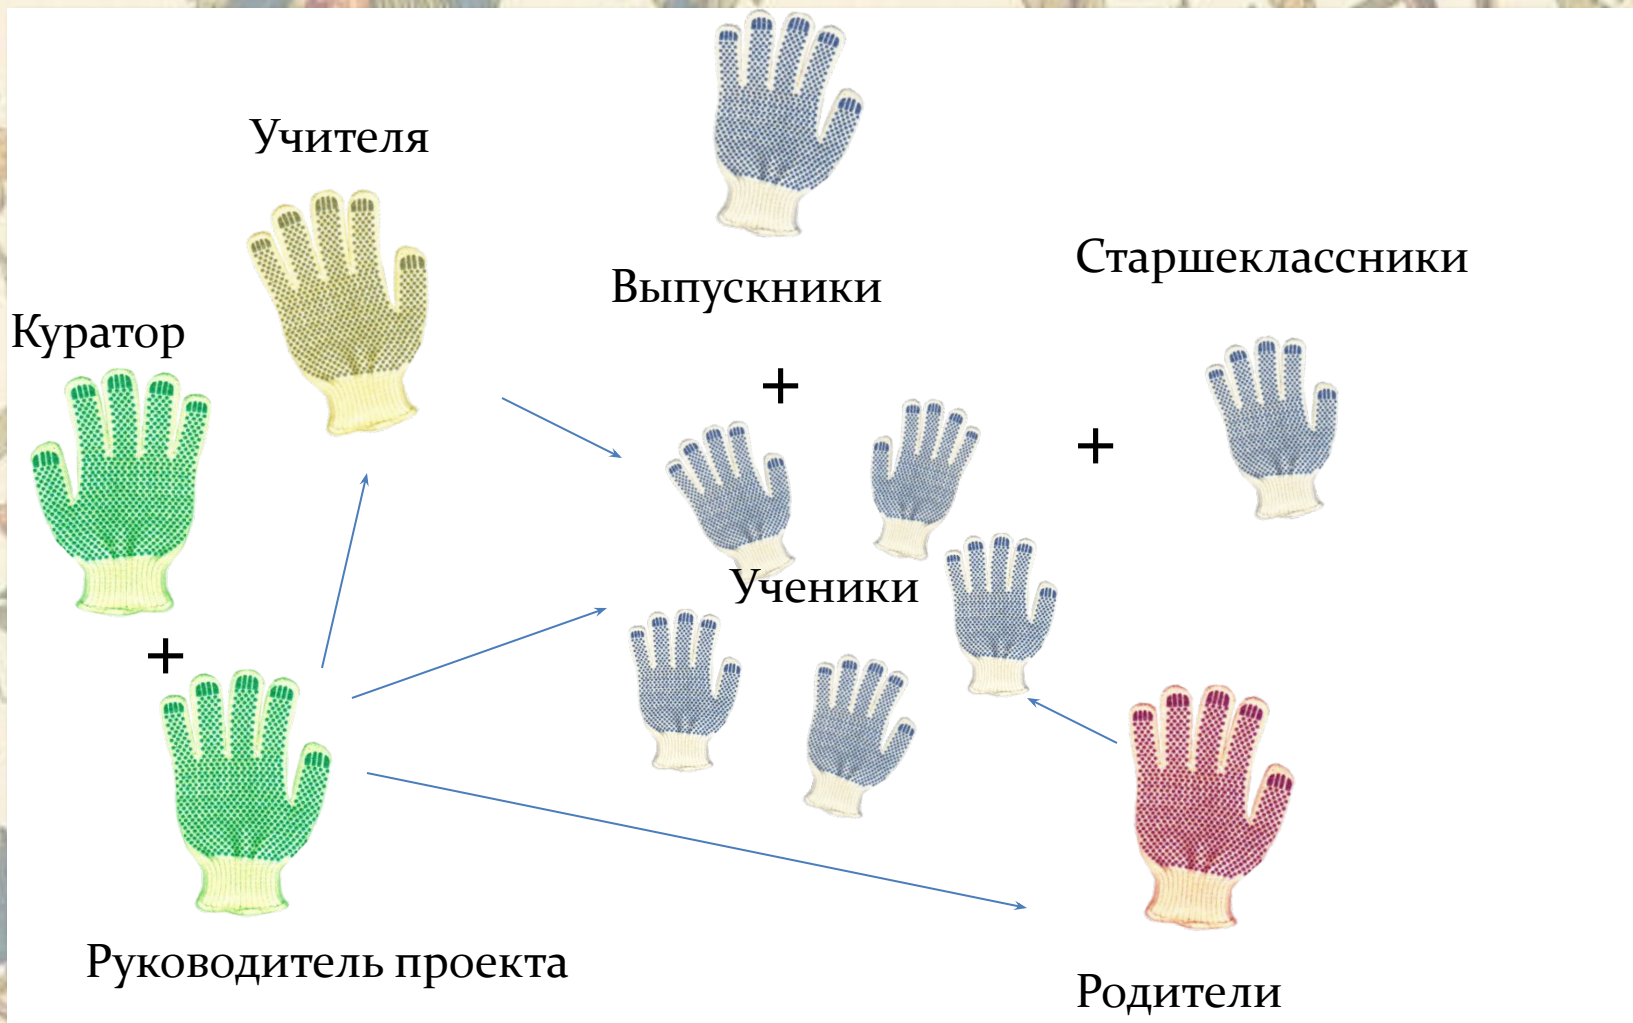 Учителя
Выпускники
Старшеклассники
Куратор
+
+
Ученики
+
Руководитель проекта
Родители